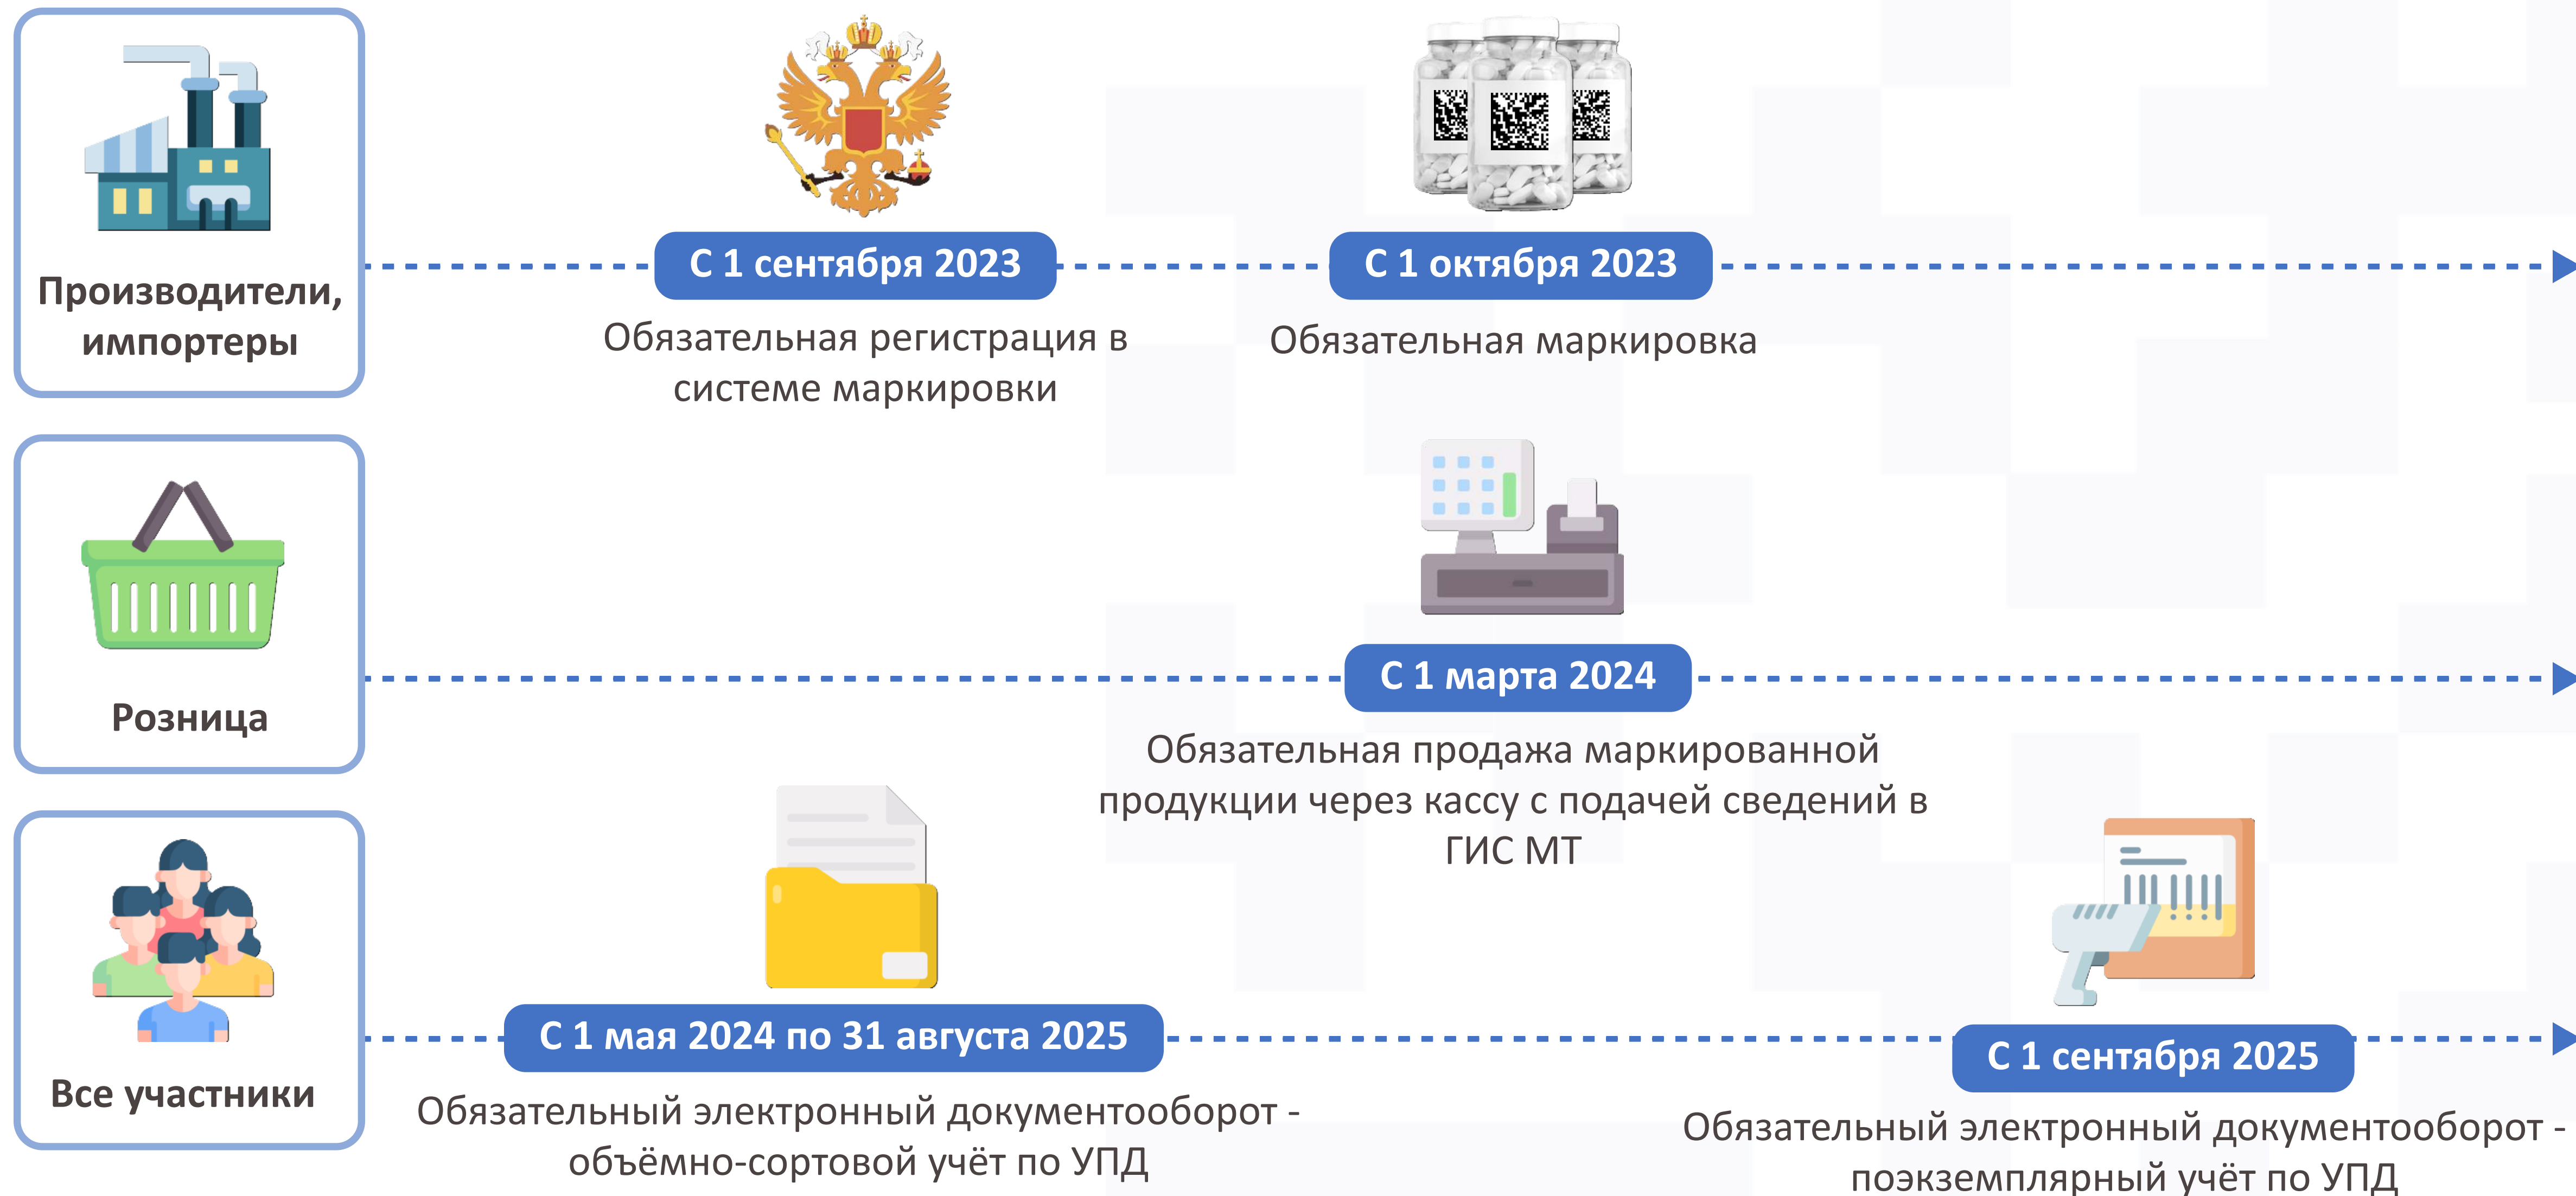 Производители,
импортеры
С 1 сентября 2023
Обязательная регистрация в
системе маркировки
С 1 октября 2023
Обязательная маркировка
Розница
С 1 марта 2024
Обязательная продажа маркированной
продукции через кассу с подачей сведений в
ГИС МТ
Все участники
С 1 мая 2024 по 31 августа 2025
Обязательный электронный документооборот -
объёмно-сортовой учёт по УПД
С 1 сентября 2025
Обязательный электронный документооборот -
поэкземплярный учёт по УПД